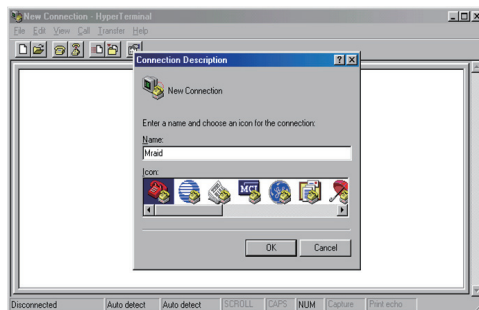 New Connection - HyperTerminal
File Edit View Call Transfer Help
Connection Description
New Connection
Enter a name and choose an icon for the connection:
Name:
Mraid
Icon:
MCI
OK Cancel
Disconnected Auto detect Auto detect SCROLL CAPS NUM Capture Print echo